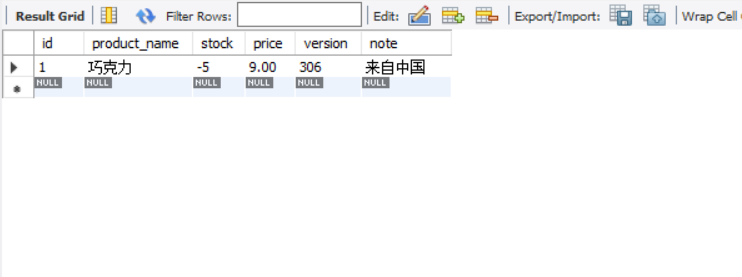 Result Grid Filter Rows: Edit: Export/Import: Wrap Cell
id product_name stock price version note
1 巧克力 -5 9.00 306 来自中国
NULL NULL NULL NULL NULL NULL